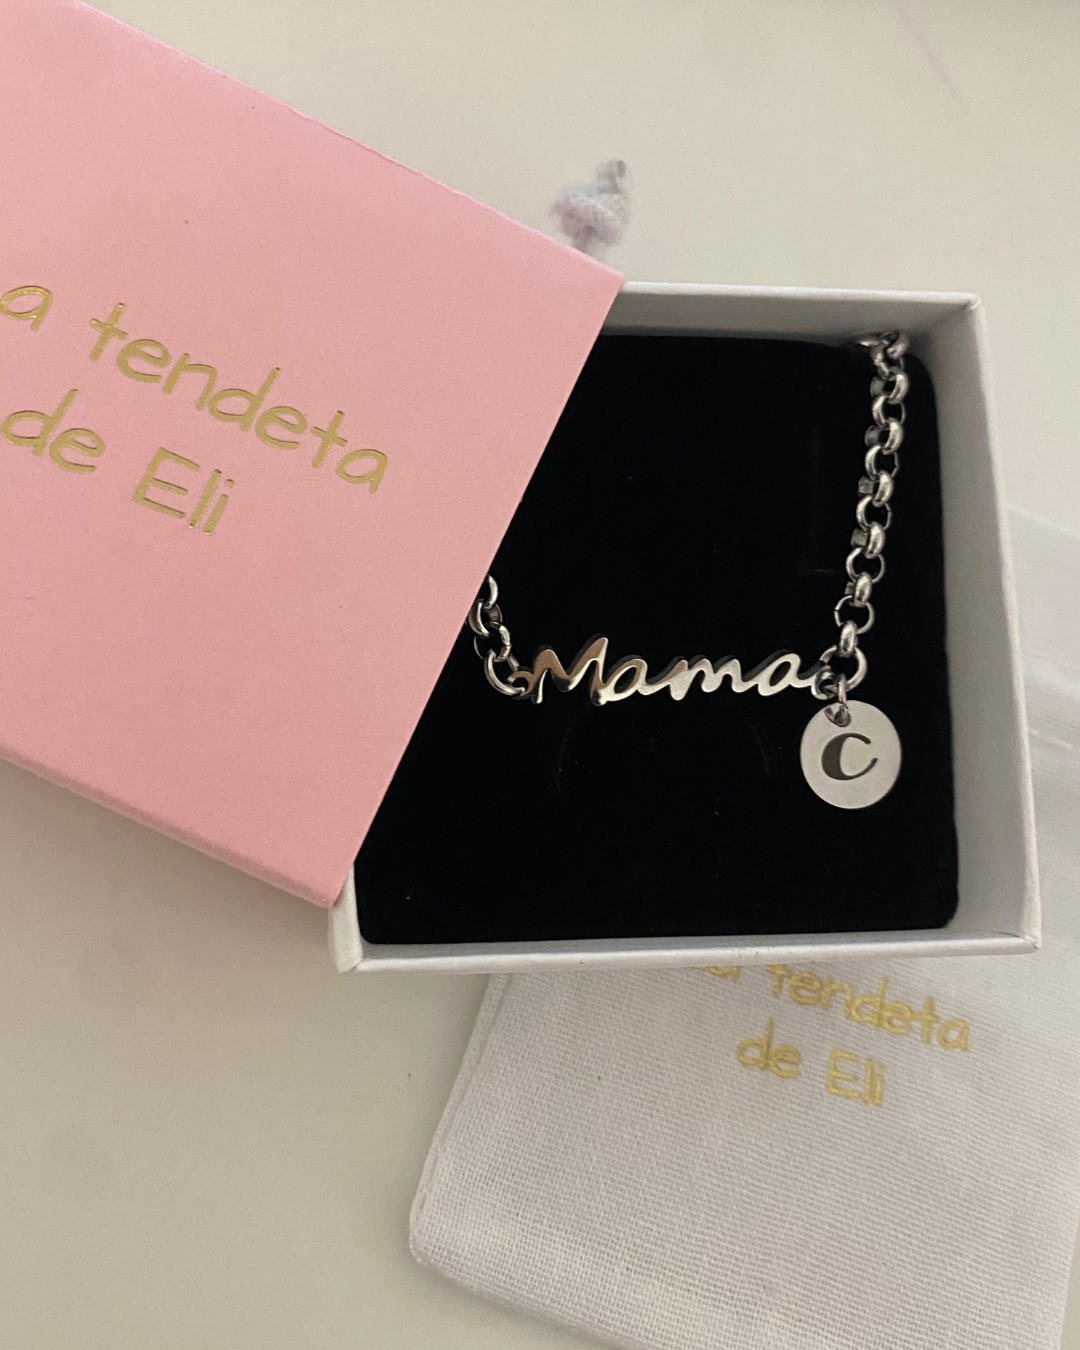 a tendeta
de Eli
Mama
C
a tendeta
de Eli